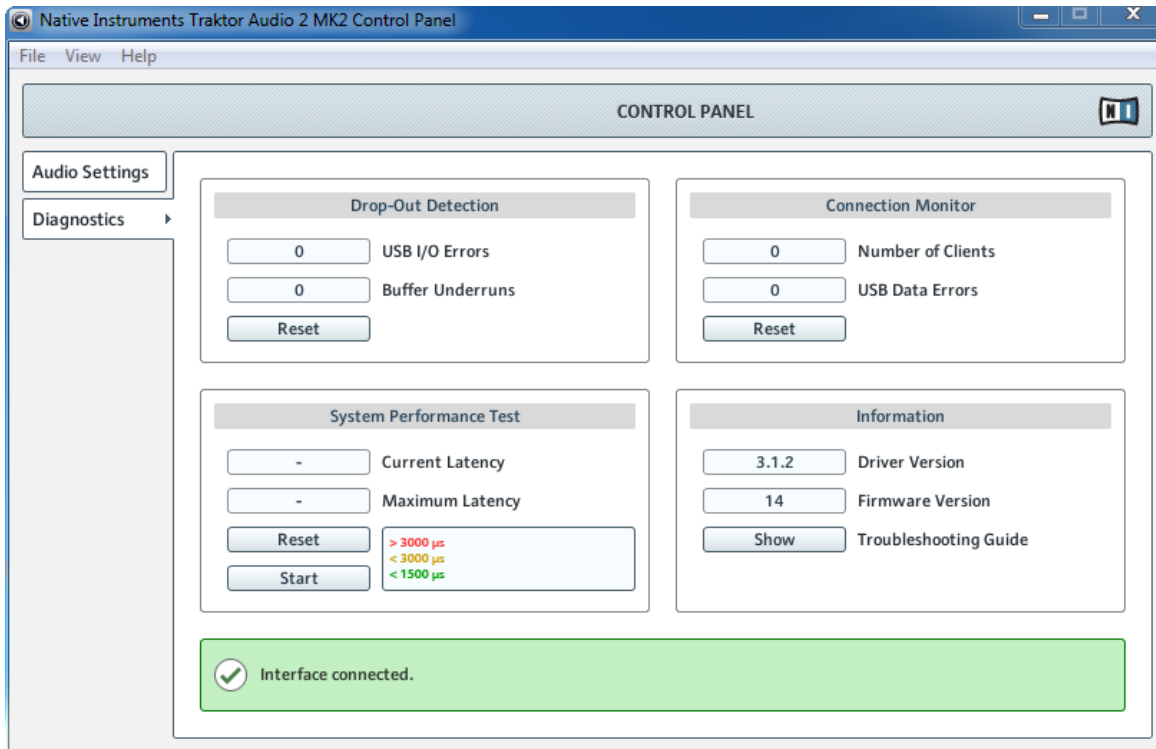 Native Instruments Traktor Audio 2 MK2 Control Panel
File View Help
CONTROL PANEL
NI
Audio Settings
Diagnostics
Drop-Out Detection
0 USB I/O Errors
0 Buffer Underruns
Reset
Connection Monitor
0 Number of Clients
0 USB Data Errors
Reset
System Performance Test
- Current Latency
- Maximum Latency
Reset
Start
> 3000 µs
< 3000 µs
< 1500 µs
Information
3.1.2 Driver Version
14 Firmware Version
Show Troubleshooting Guide
Interface connected.